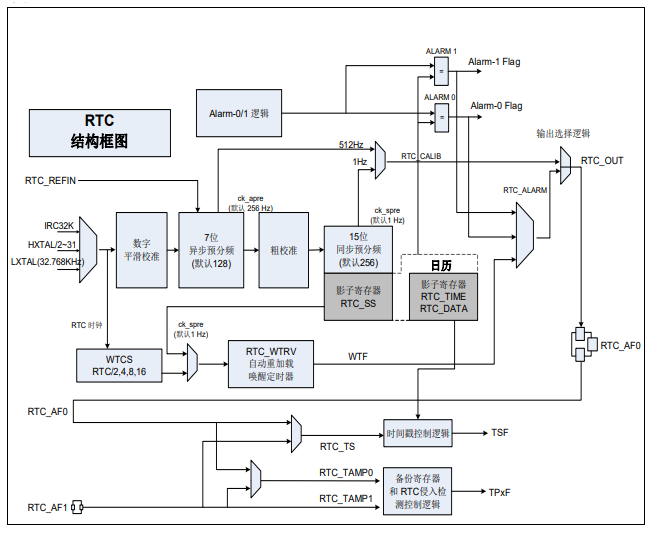 RTC
结构框图
Alarm-0/1 逻辑
ALARM 1
=
Alarm-1 Flag
ALARM 0
=
Alarm-0 Flag
输出选择逻辑
512Hz
1Hz
RTC_CALIB
RTC_OUT
RTC_REFIN
RTC_ALARM
ck_apre
(默认 256 Hz)
ck_spre
(默认1 Hz)
IRC32K
HXTAL/2~31
LXTAL(32.768KHz)
数字
平滑校准
7位
异步预分频
(默认128)
粗校准
15位
同步预分频
(默认256)
日历
影子寄存器
RTC_SS
影子寄存器
RTC_TIME
RTC_DATA
RTC 时钟
ck_spre
(默认1 Hz)
WTCS
RTC/2,4,8,16
RTC_WTRV
自动重加载
唤醒定时器
WTF
RTC_AF0
RTC_AF0
RTC_TS
时间戳控制逻辑
TSF
RTC_TAMP0
RTC_TAMP1
备份寄存器
和 RTC侵入检
测控制逻辑
TPxF
RTC_AF1